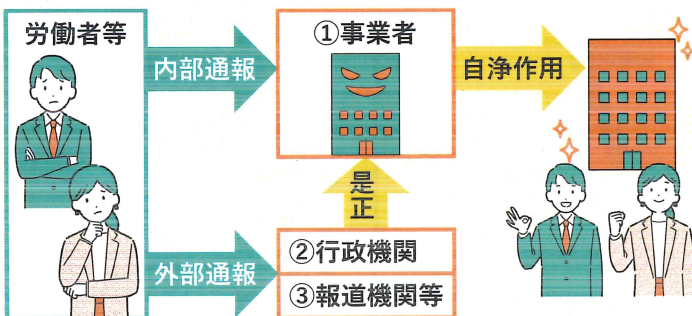 労働者等
内部通報
①事業者
自浄作用
是正
外部通報
②行政機関
③報道機関等